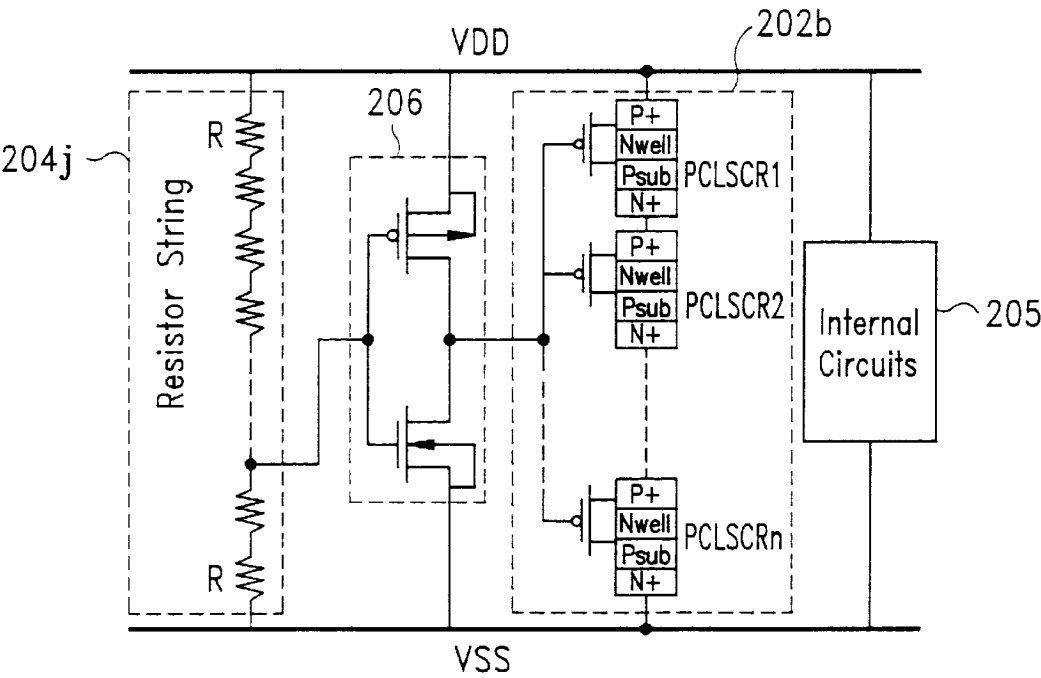 202b
VDD
206
204j
R
Resistor String
R
P+
Nwell
Psub
N+
PCLSCR1
P+
Nwell
Psub
N+
PCLSCR2
P+
Nwell
Psub
N+
PCLSCRn
Internal
Circuits
205
VSS